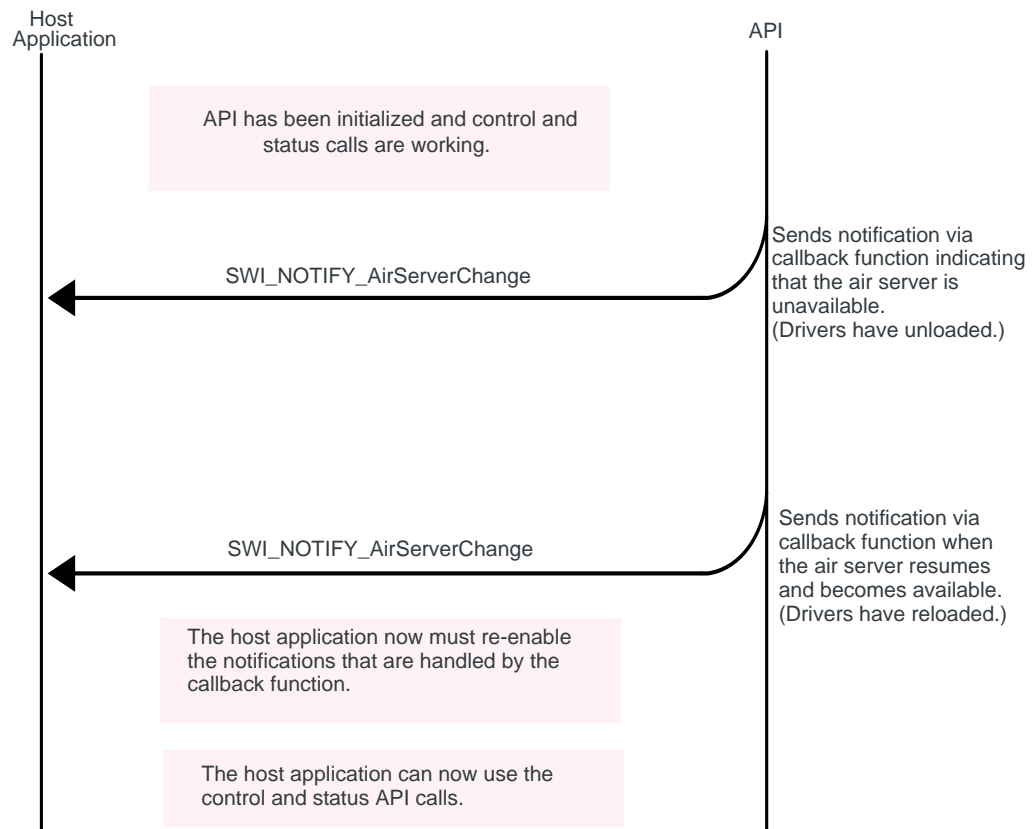 Host
Application
API
API has been initialized and control and
status calls are working.
Sends notification via
callback function indicating
that the air server is
unavailable.
(Drivers have unloaded.)
SWI_NOTIFY_AirServerChange
Sends notification via
callback function when
the air server resumes
and becomes available.
(Drivers have reloaded.)
SWI_NOTIFY_AirServerChange
The host application now must re-enable
the notifications that are handled by the
callback function.
The host application can now use the
control and status API calls.